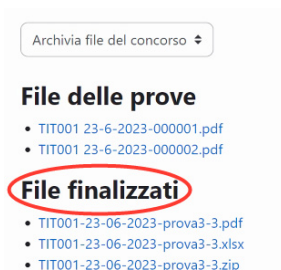 Archivia file del concorso
File delle prove
TIT001 23-6-2023-000001.pdf
TIT001 23-6-2023-000002.pdf
File finalizzati
TIT001-23-06-2023-prova3-3.pdf
TIT001-23-06-2023-prova3-3.xlsx
TIT001-23-06-2023-prova3-3.zip